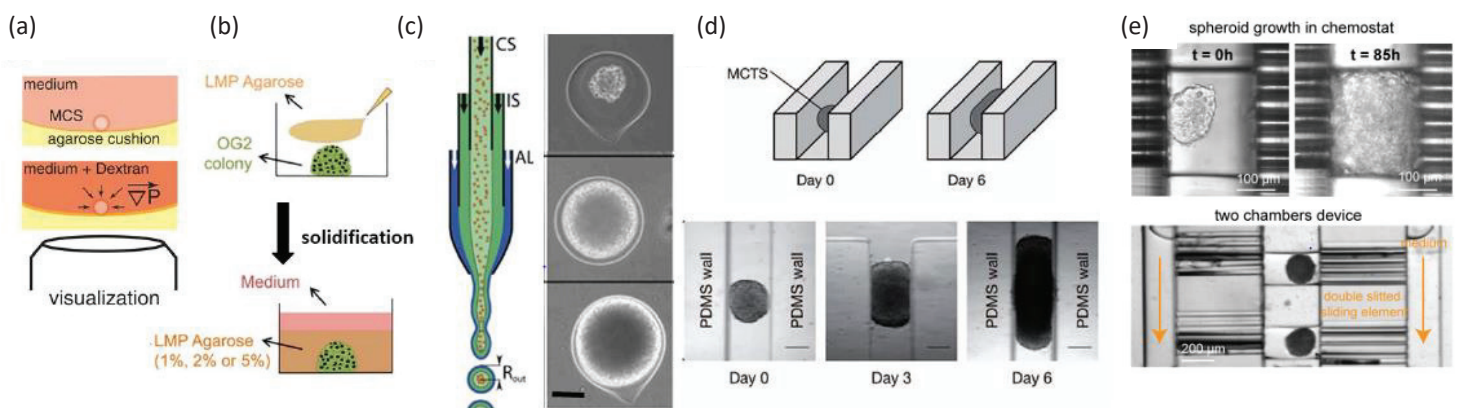 (a)
medium
MCS
agarose cushion
medium + Dextran
∇P
visualization
(b)
LMP Agarose
OG2
colony
solidification
Medium
LMP Agarose
(1%, 2% or 5%)
(c)
CS
IS
AL
Rout
(d)
MCTS
Day 0
Day 6
PDMS wall
PDMS wall
PDMS wall
PDMS wall
Day 0
Day 3
Day 6
(e)
spheroid growth in chemostat
t = 0h
t = 85h
100 µm
100 µm
two chambers device
medium
double slitted
sliding element
200 µm